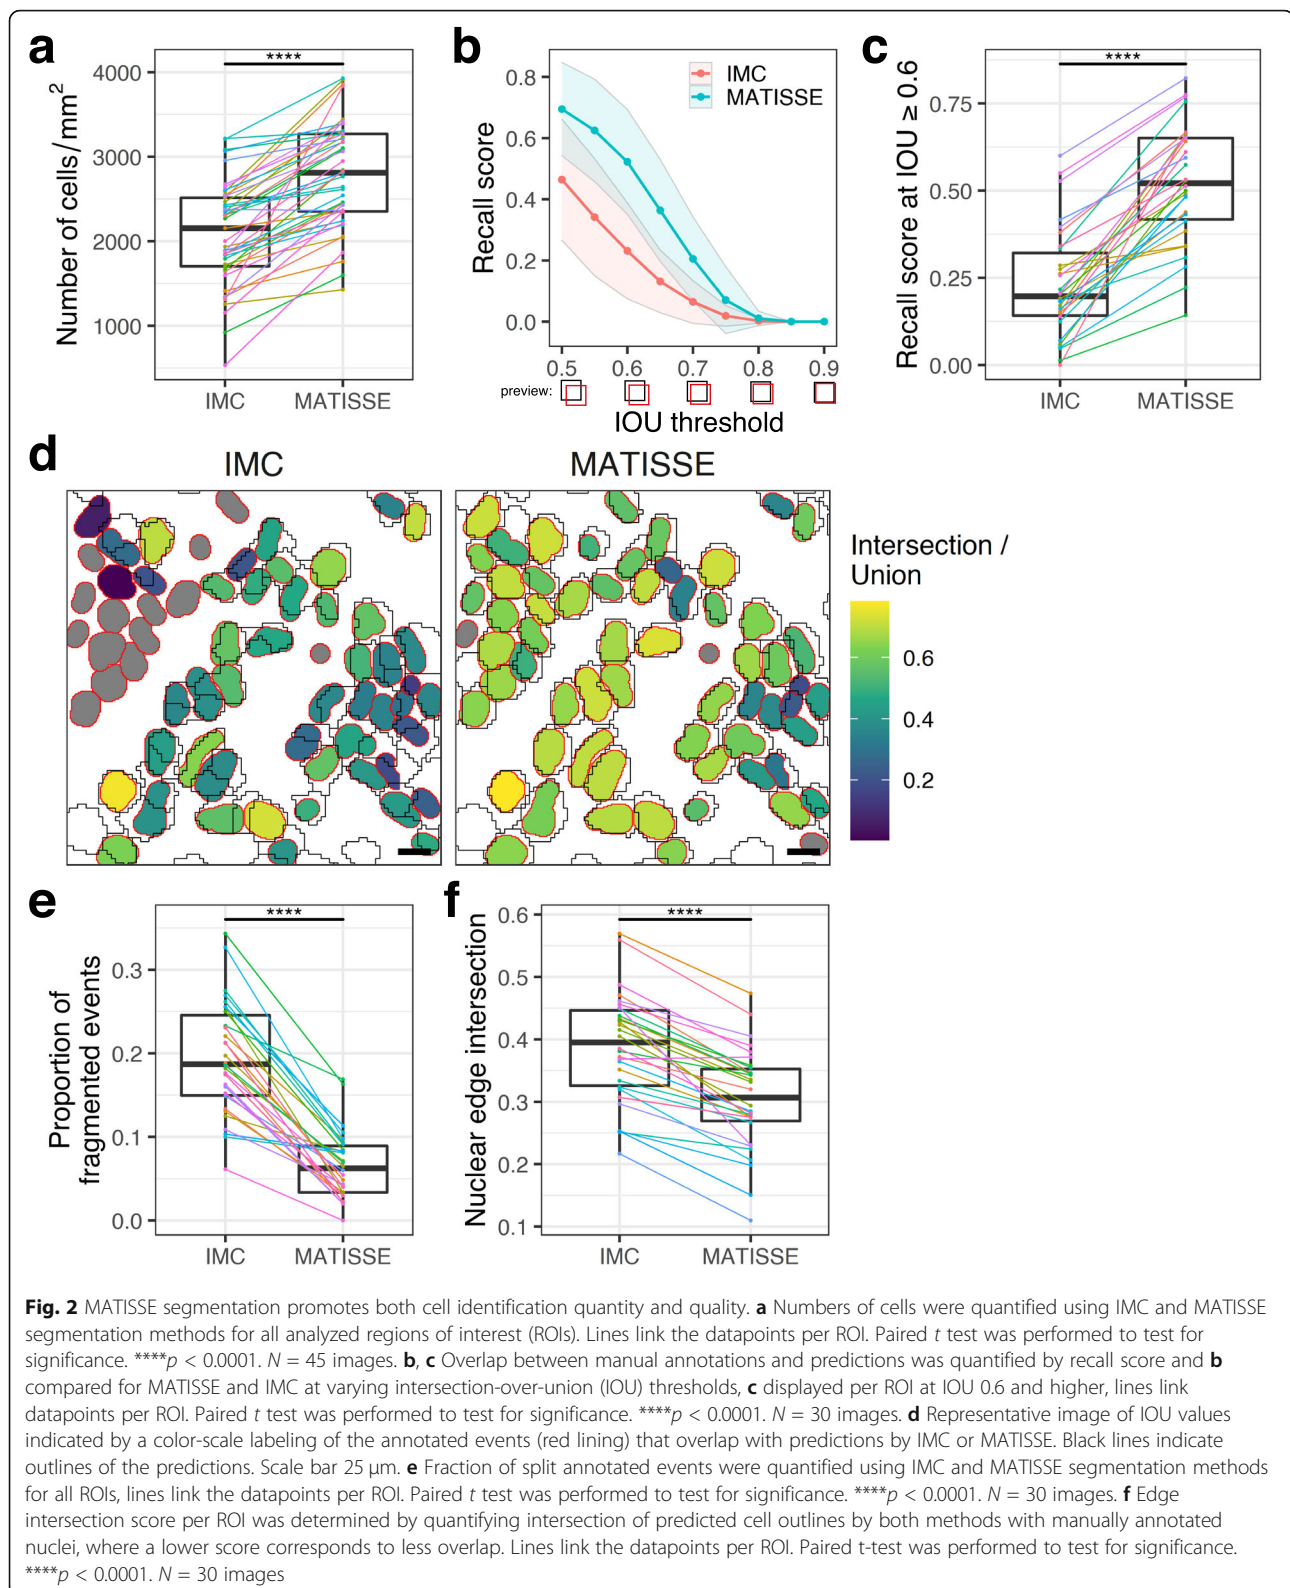 a
****
Number of cells/mm²
4000
3000
2000
1000
IMC MATISSE
b
IMC
MATISSE
Recall score
0.8
0.6
0.4
0.2
0.0
0.5 0.6 0.7 0.8 0.9
preview:
IOU threshold
c
****
Recall score at IOU ≥ 0.6
0.75
0.50
0.25
0.00
IMC MATISSE
d
IMC
MATISSE
Intersection /
Union
0.6
0.4
0.2
e
****
Proportion of
fragmented events
0.3
0.2
0.1
0.0
IMC MATISSE
f
****
Nuclear edge intersection
0.6
0.5
0.4
0.3
0.2
0.1
IMC MATISSE
Fig. 2 MATISSE segmentation promotes both cell identification quantity and quality. a Numbers of cells were quantified using IMC and MATISSE
segmentation methods for all analyzed regions of interest (ROIs). Lines link the datapoints per ROI. Paired t test was performed to test for
significance. ****p < 0.0001. N = 45 images. b, c Overlap between manual annotations and predictions was quantified by recall score and b
compared for MATISSE and IMC at varying intersection-over-union (IOU) thresholds, c displayed per ROI at IOU 0.6 and higher, lines link
datapoints per ROI. Paired t test was performed to test for significance. ****p < 0.0001. N = 30 images. d Representative image of IOU values
indicated by a color-scale labeling of the annotated events (red lining) that overlap with predictions by IMC or MATISSE. Black lines indicate
outlines of the predictions. Scale bar 25 μm. e Fraction of split annotated events were quantified using IMC and MATISSE segmentation methods
for all ROIs, lines link the datapoints per ROI. Paired t test was performed to test for significance. ****p < 0.0001. N = 30 images. f Edge
intersection score per ROI was determined by quantifying intersection of predicted cell outlines by both methods with manually annotated
nuclei, where a lower score corresponds to less overlap. Lines link the datapoints per ROI. Paired t-test was performed to test for significance.
****p < 0.0001. N = 30 images